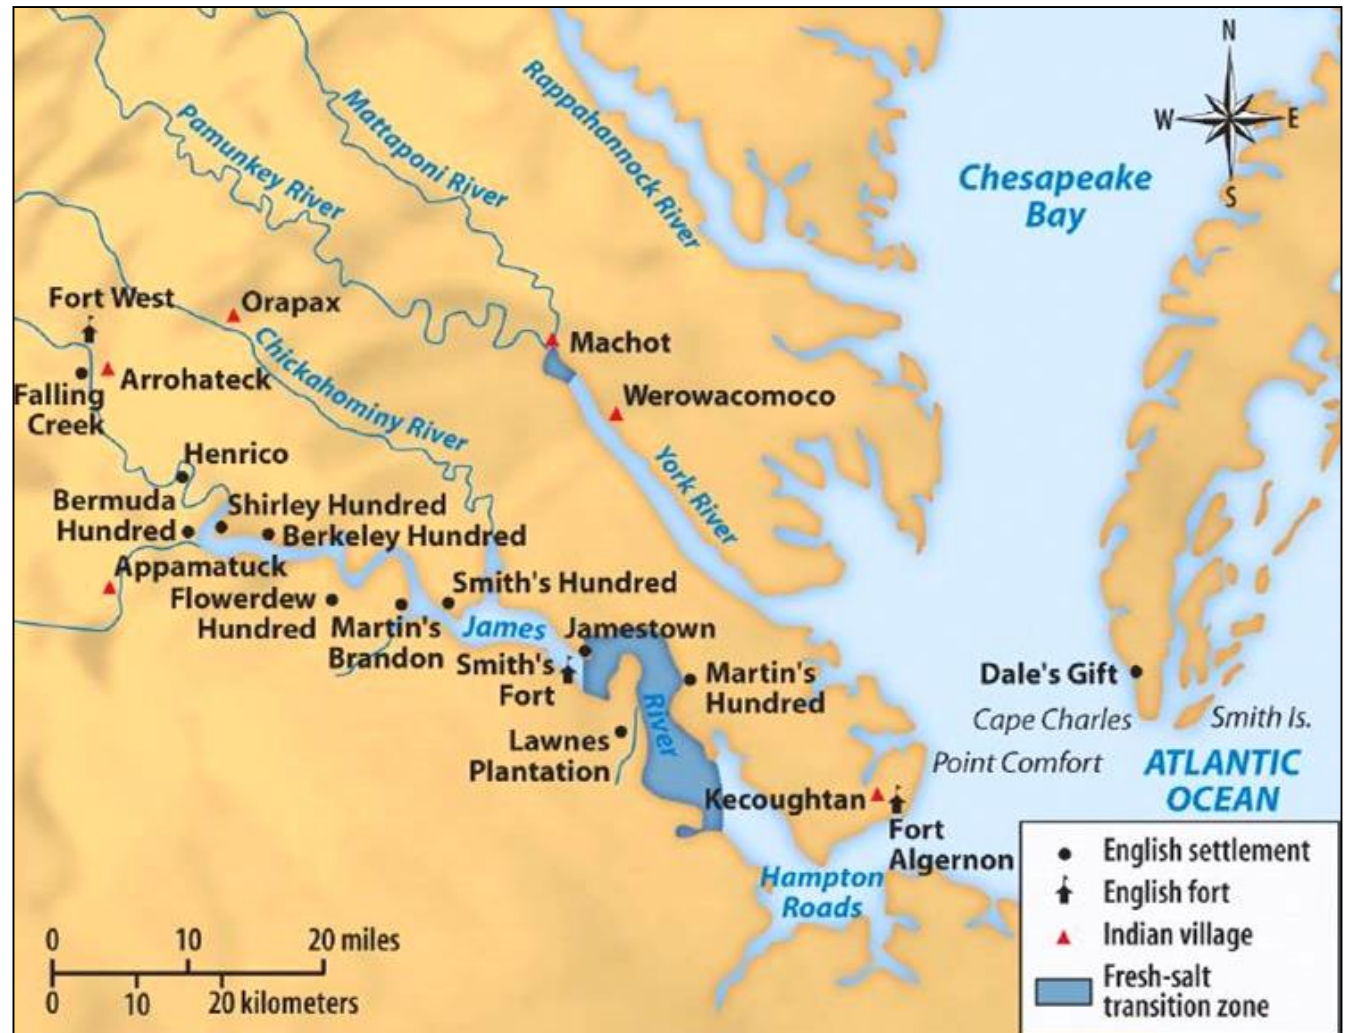 N
W
E
S
Rappahannock River
Mattaponi River
Pamunkey River
Chesapeake
Bay
Fort West
Orapax
Machot
Chickahominy River
Arrohateck
Falling
Creek
Werowacomoco
York River
Henrico
Bermuda
Hundred
Shirley Hundred
Berkeley Hundred
Appamatuck
Flowerdew
Hundred
Smith's Hundred
Martin's
Brandon
James
River
Jamestown
Smith's
Fort
Martin's
Hundred
Lawnes
Plantation
Dale's Gift
Cape Charles
Smith Is.
Point Comfort
ATLANTIC
OCEAN
Kecoughtan
Fort
Algernon
Hampton
Roads
0 10 20 miles
0 10 20 kilometers
English settlement
English fort
Indian village
Fresh-salt
transition zone